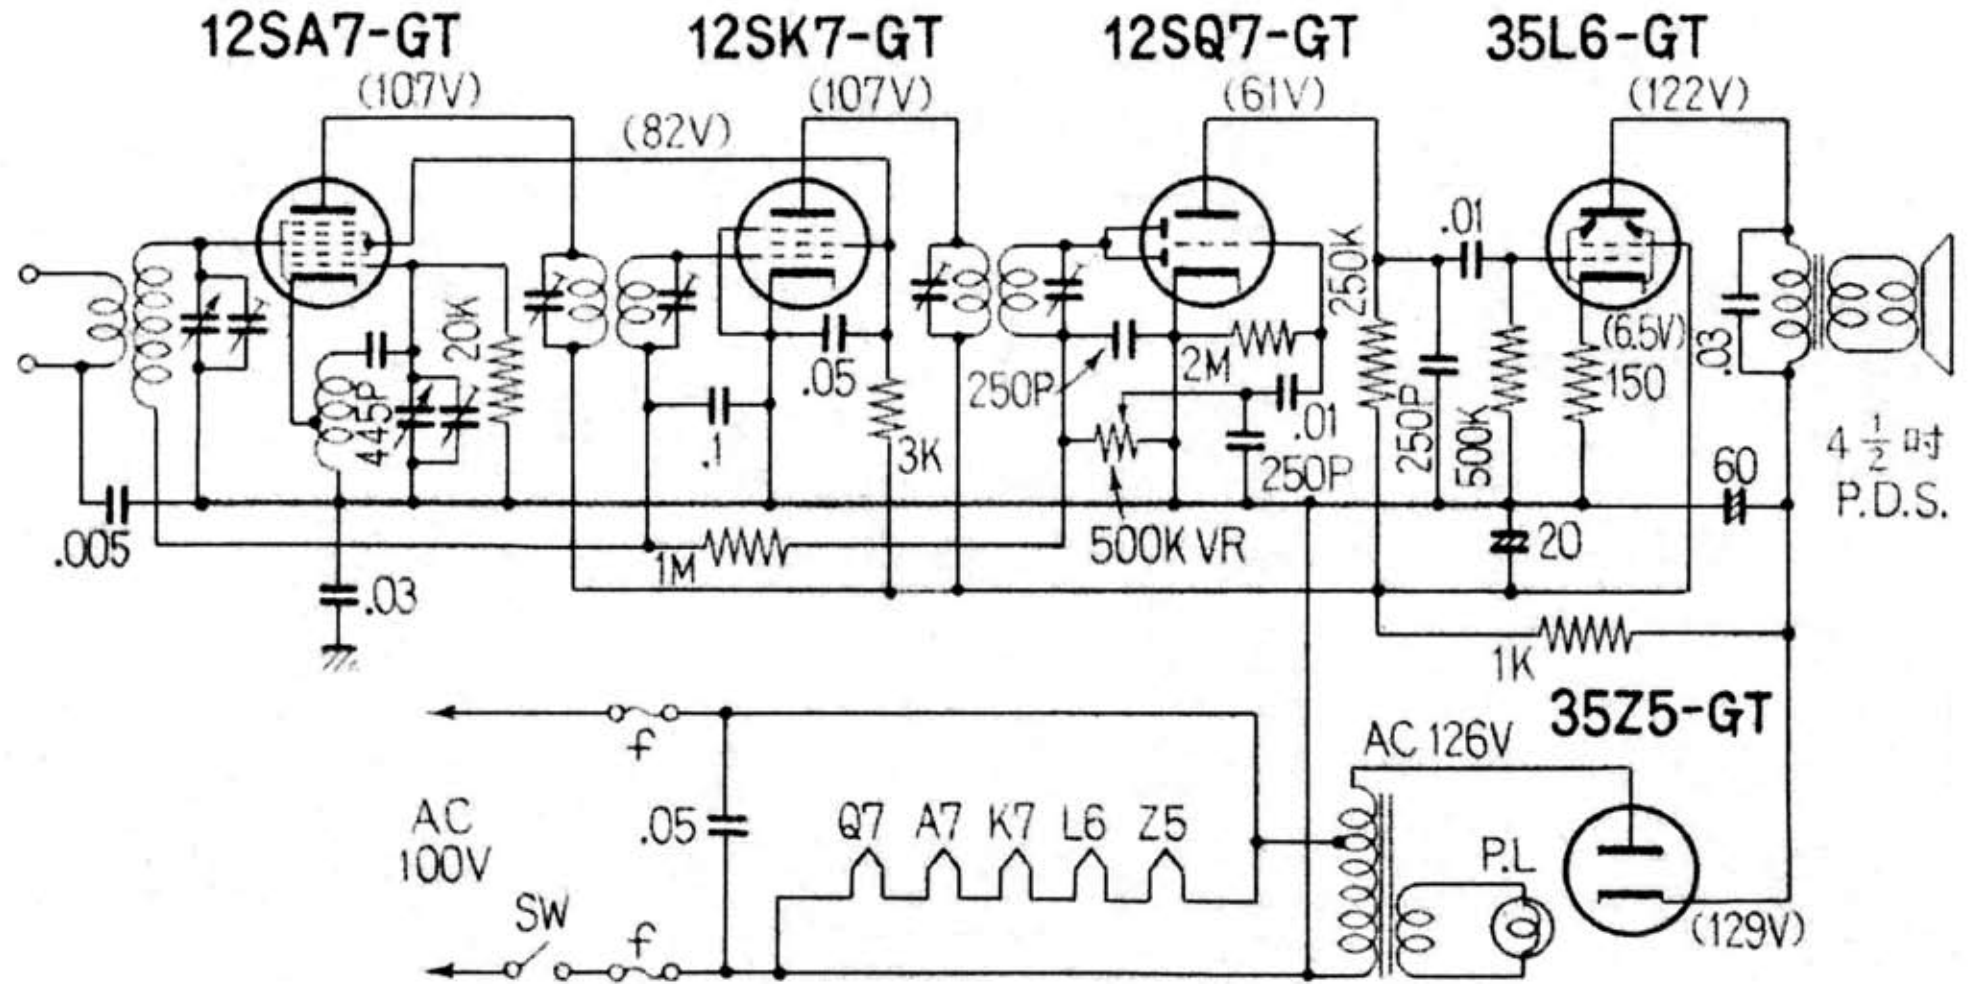 12SA7-GT
12SK7-GT
12SQ7-GT
35L6-GT
(107V)
(82V)
(107V)
(61V)
(122V)
.01
250K
20K
(6.5V)
150
.03
445P
.05
250P
2M
.01
250P
250P
500K
.1
3K
60
4 1/2 吋
P.D.S.
.005
1M
500K VR
20
.03
1K
35Z5-GT
AC 126V
f
AC
100V
.05
Q7 A7 K7 L6 Z5
P.L
SW
f
(129V)